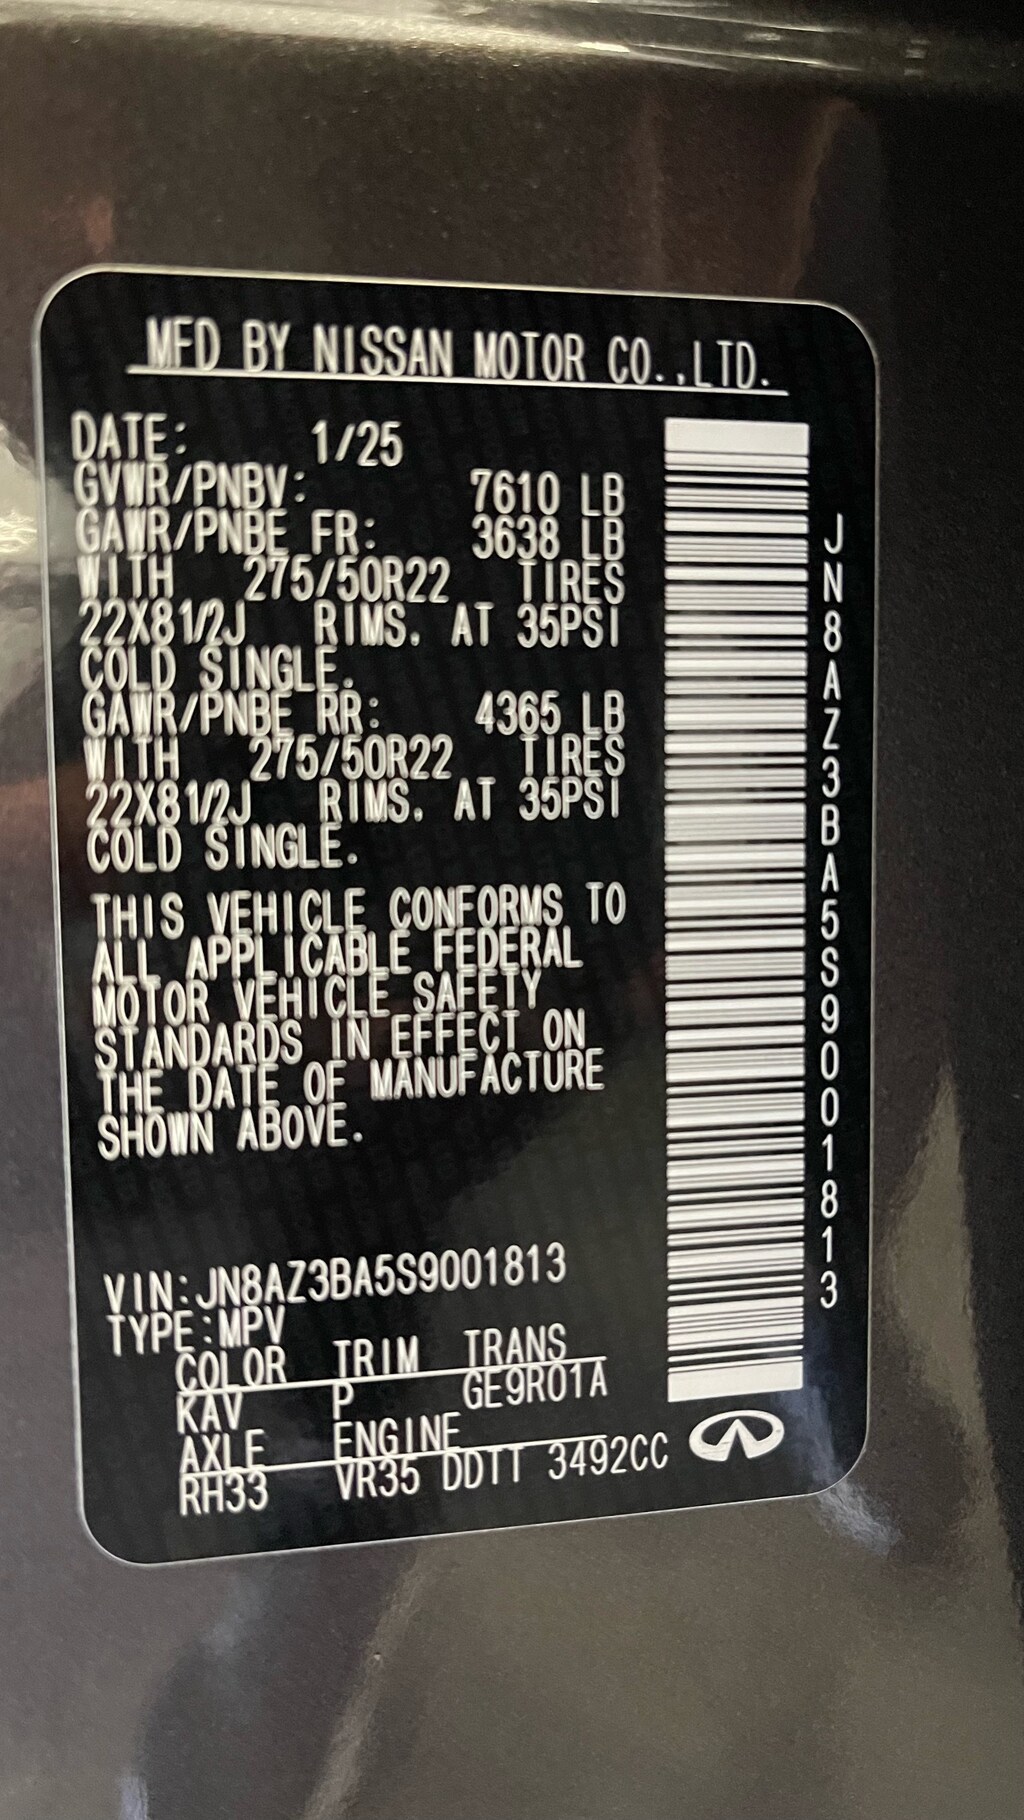 MFD BY NISSAN MOTOR CO.,LTD.
DATE: 1/25
GVWR/PNBV: 7610 LB
GAWR/PNBE FR: 3638 LB
WITH 275/50R22 TIRES
22X81/2J RIMS. AT 35PSI
COLD SINGLE.
GAWR/PNBE RR: 4365 LB
WITH 275/50R22 TIRES
22X81/2J RIMS. AT 35PSI
COLD SINGLE.
THIS VEHICLE CONFORMS TO
ALL APPLICABLE FEDERAL
MOTOR VEHICLE SAFETY
STANDARDS IN EFFECT ON
THE DATE OF MANUFACTURE
SHOWN ABOVE.
VIN:JN8AZ3BA5S9001813
TYPE:MPV
COLOR TRIM TRANS
KAV P GE9R01A
AXLE ENGINE
RH33 VR35 DDTT 3492CC
JN8AZ3BA5S9001813